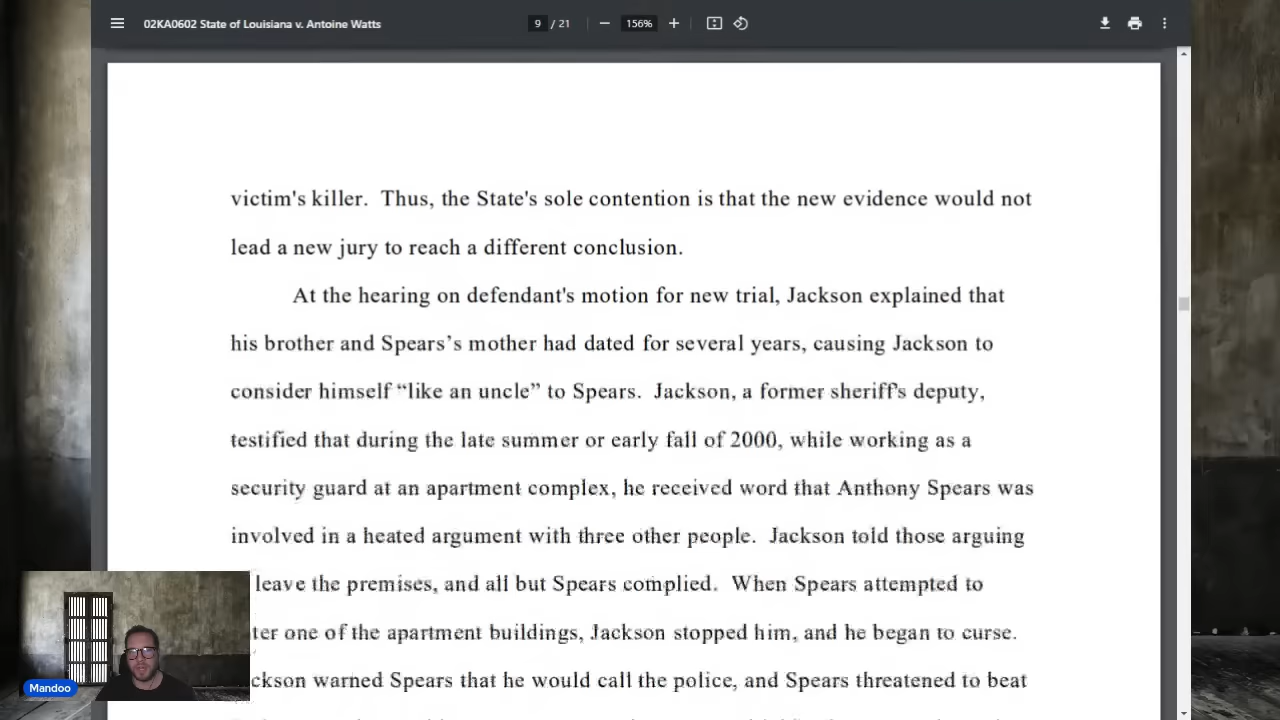 02KA0602 State of Louisiana v. Antoine Watts
9 / 21
156%
victim's killer. Thus, the State's sole contention is that the new evidence would not
lead a new jury to reach a different conclusion.
At the hearing on defendant's motion for new trial, Jackson explained that
his brother and Spears’s mother had dated for several years, causing Jackson to
consider himself “like an uncle” to Spears. Jackson, a former sheriff's deputy,
testified that during the late summer or early fall of 2000, while working as a
security guard at an apartment complex, he received word that Anthony Spears was
involved in a heated argument with three other people. Jackson told those arguing
leave the premises, and all but Spears complied. When Spears attempted to
ter one of the apartment buildings, Jackson stopped him, and he began to curse.
ckson warned Spears that he would call the police, and Spears threatened to beat
Mandoo